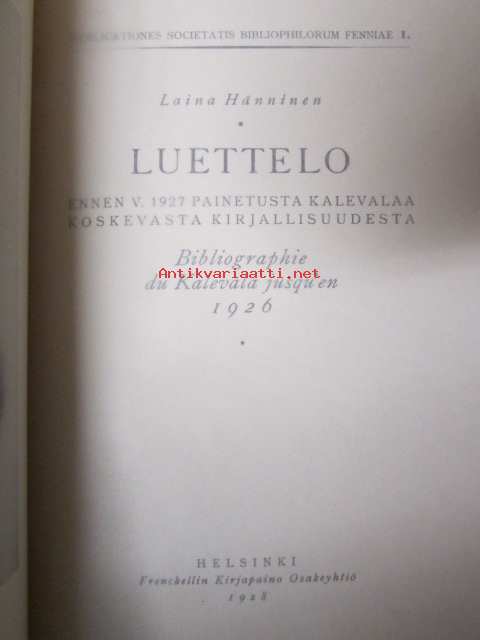 PUBLICATIONES SOCIETATIS BIBLIOPHILORUM FENNIAE I.
Laina Hänninen
LUETTELO
ENNEN V. 1927 PAINETUSTA KALEVALAA
KOSKEVASTA KIRJALLISUUDESTA
Bibliographie
Antikvariaatti.net
du Kalevala jusqu'en
1926
HELSINKI
Frenckellin Kirjapaino Osakeyhtiö
1928